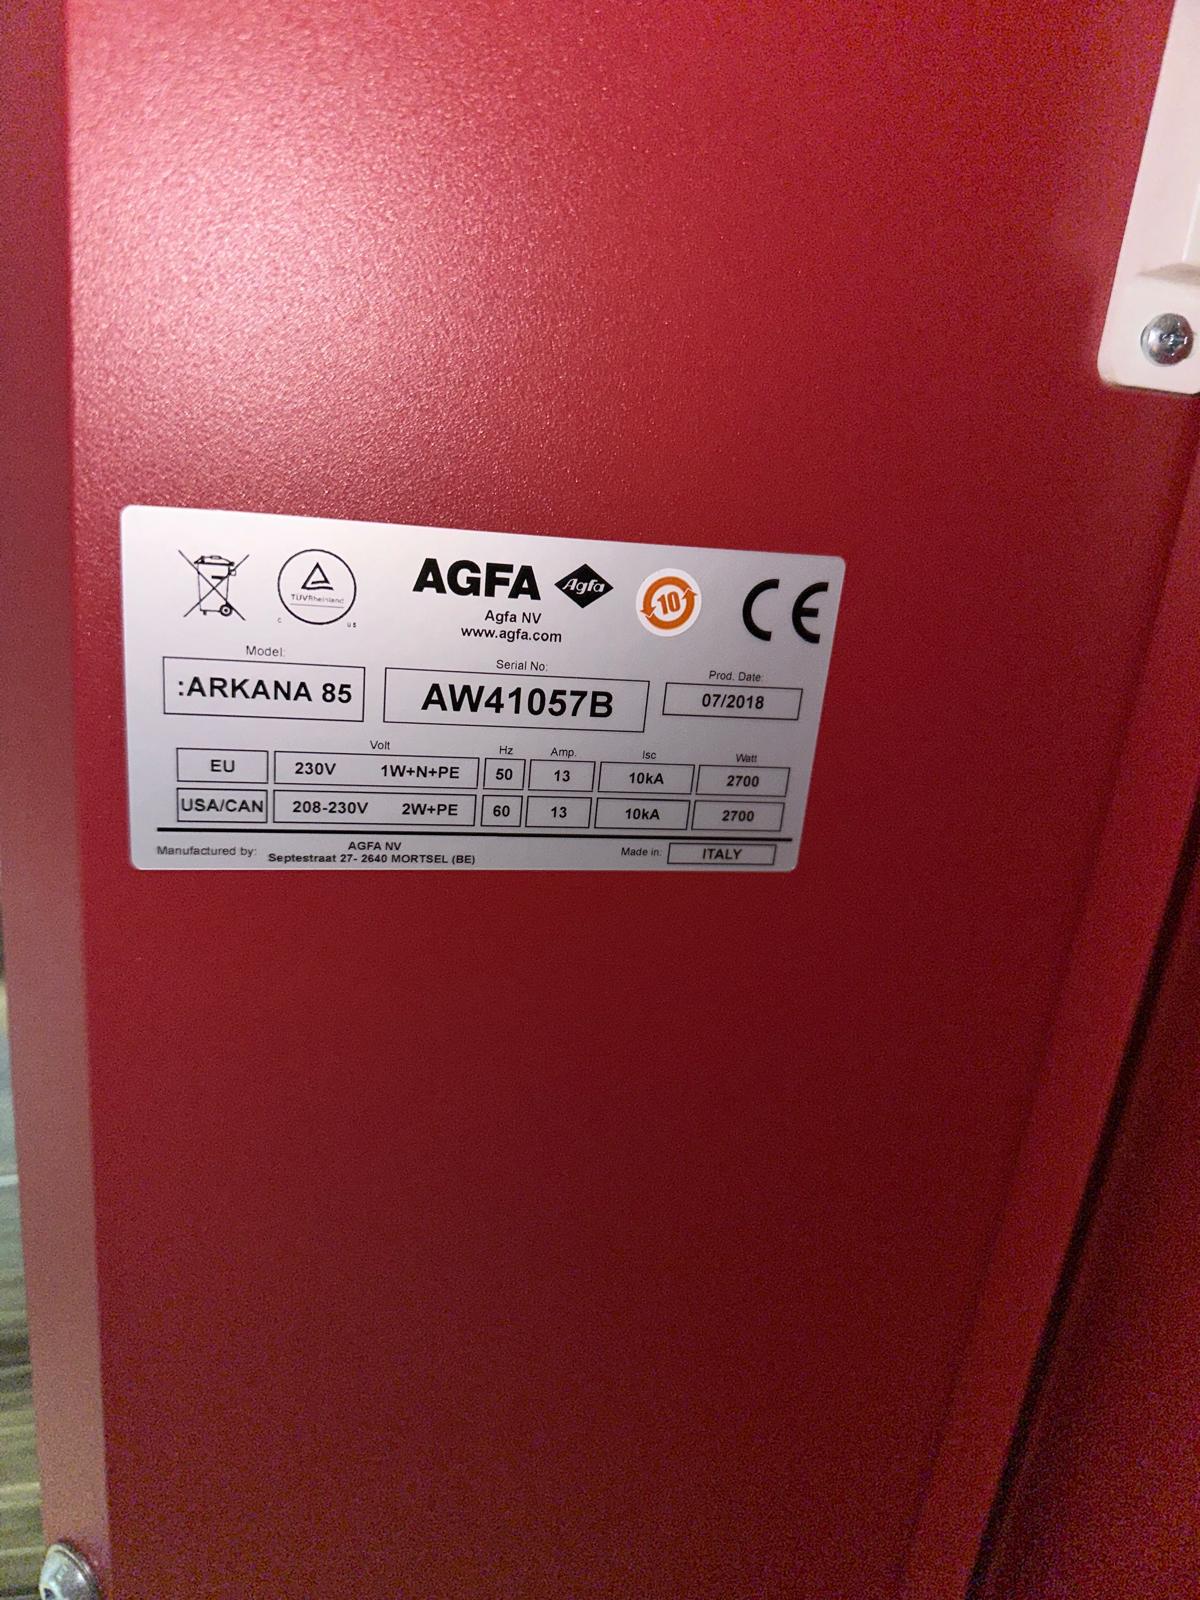 AGFA Agfa
TÜVRheinland
C US
10
CE
Agfa NV
www.agfa.com
Model: Serial No: Prod. Date:
:ARKANA 85 AW41057B 07/2018
Volt Hz Amp. Isc Watt
EU 230V 1W+N+PE 50 13 10kA 2700
USA/CAN 208-230V 2W+PE 60 13 10kA 2700
Manufactured by: AGFA NV
Septestraat 27- 2640 MORTSEL (BE)
Made in: ITALY